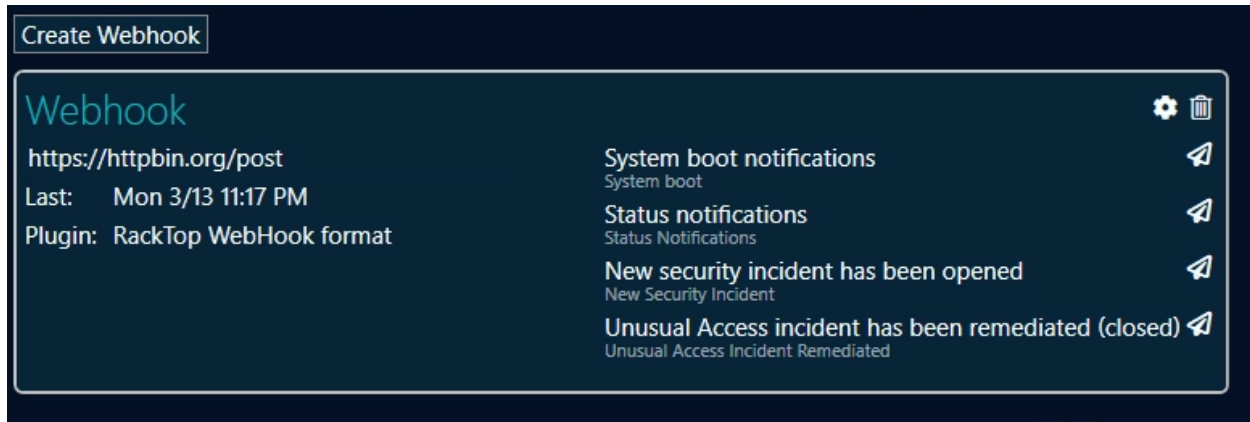 Create Webhook
Webhook
https://httpbin.org/post
Last: Mon 3/13 11:17 PM
Plugin: RackTop WebHook format
System boot notifications
System boot
Status notifications
Status Notifications
New security incident has been opened
New Security Incident
Unusual Access incident has been remediated (closed)
Unusual Access Incident Remediated